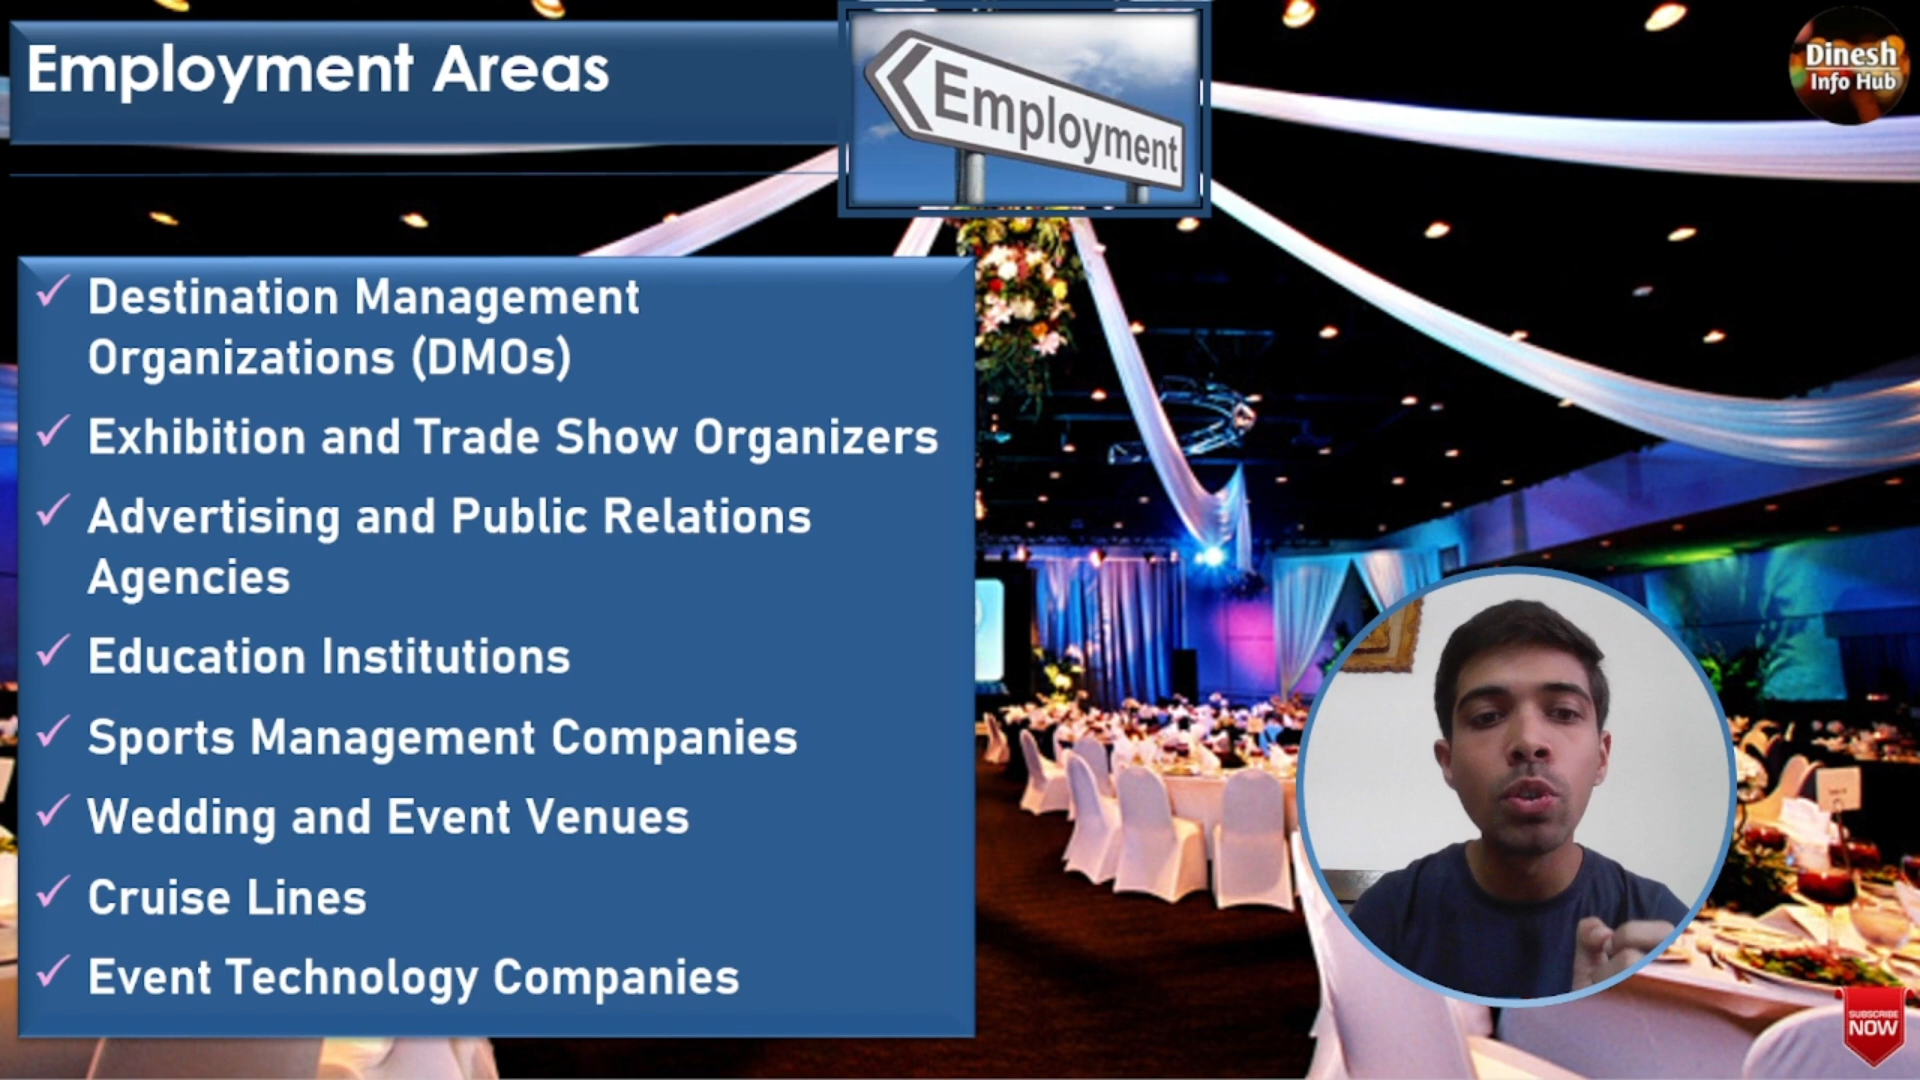 Employment Areas
Employment
Dinesh
Info Hub
Destination Management
Organizations (DMOs)
Exhibition and Trade Show Organizers
Advertising and Public Relations
Agencies
Education Institutions
Sports Management Companies
Wedding and Event Venues
Cruise Lines
Event Technology Companies
SUBSCRIBE
NOW